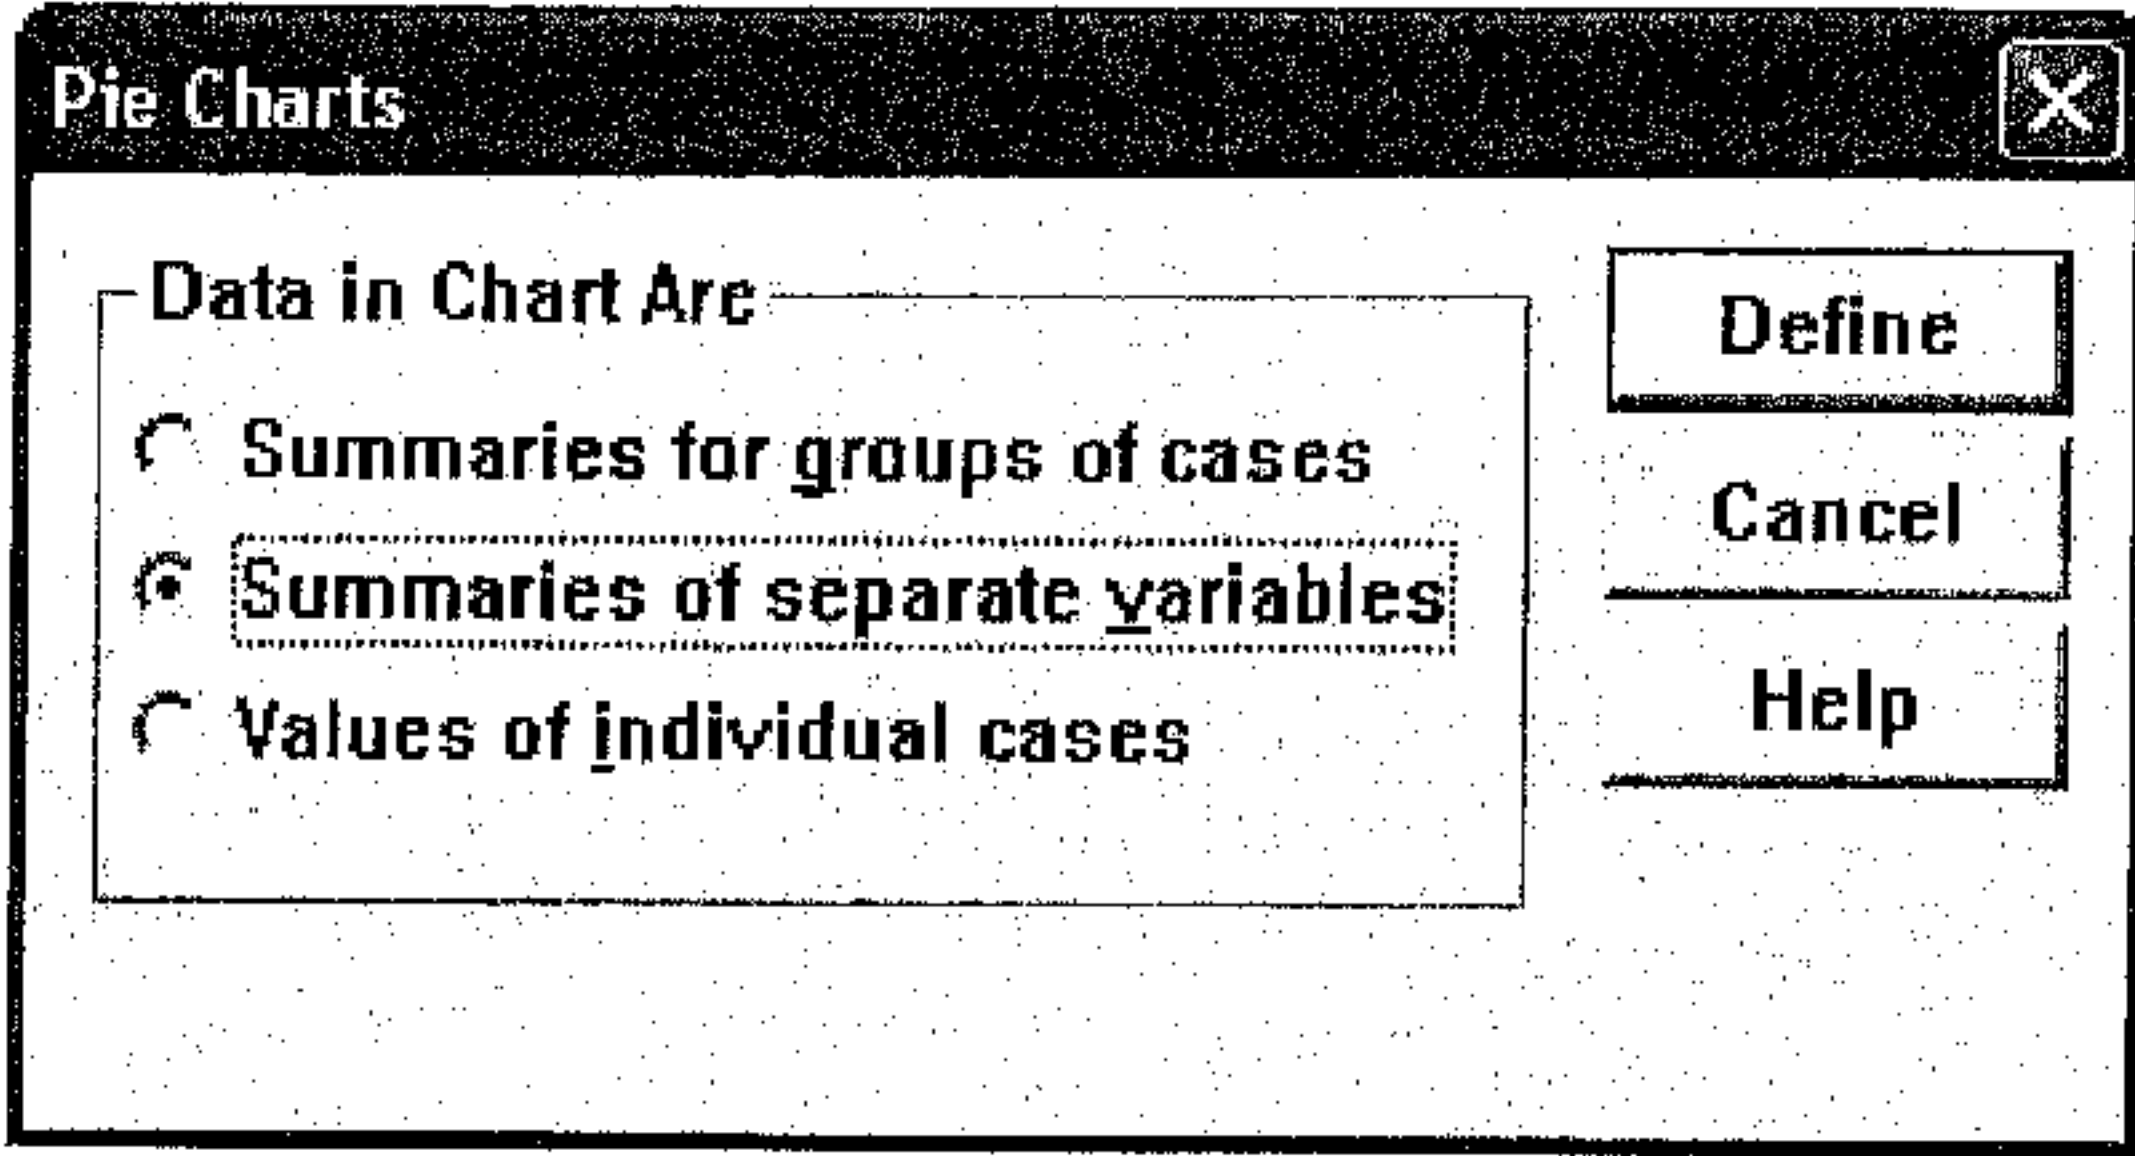 Pie Charts
Data in Chart Are
Summaries for groups of cases
Summaries of separate variables
Values of individual cases
Define
Cancel
Help